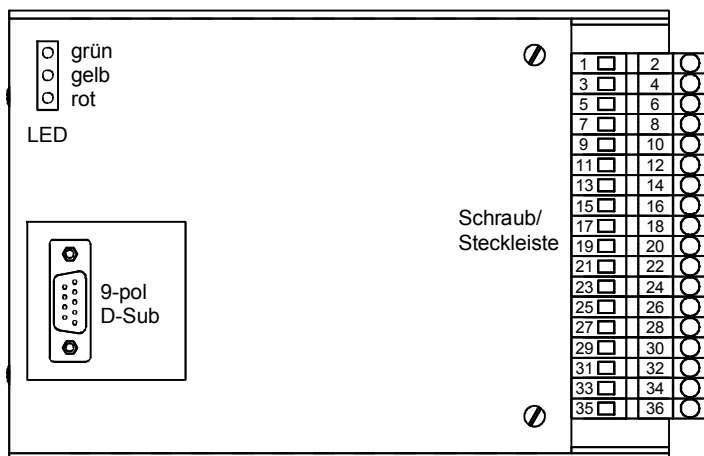 grün
gelb
rot
LED
9-pol
D-Sub
Schraub/
Steckleiste
1 2
3 4
5 6
7 8
9 10
11 12
13 14
15 16
17 18
19 20
21 22
23 24
25 26
27 28
29 30
31 32
33 34
35 36